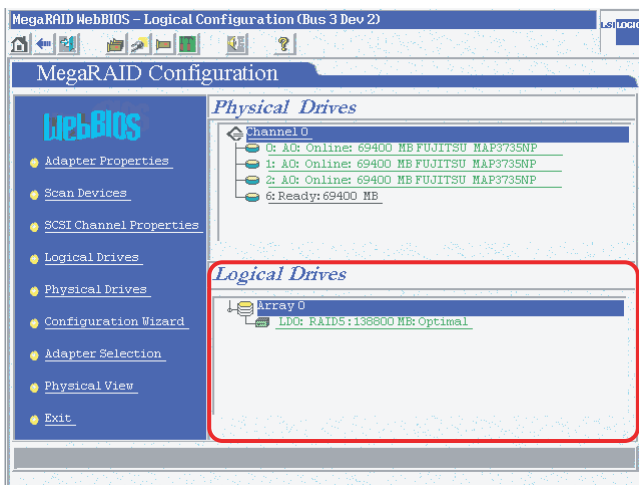 MegaRAID WebBIOS - Logical Configuration (Bus 3 Dev 2)
LSI LOGIC
MegaRAID Configuration
WebBIOS
Adapter Properties
Scan Devices
SCSI Channel Properties
Logical Drives
Physical Drives
Configuration Wizard
Adapter Selection
Physical View
Exit
Physical Drives
Channel 0
0: A0: Online: 69400 MB FUJITSU MAP3735NP
1: A0: Online: 69400 MB FUJITSU MAP3735NP
2: A0: Online: 69400 MB FUJITSU MAP3735NP
6: Ready: 69400 MB
Logical Drives
Array 0
LD0: RAID5 : 138800 MB: Optimal